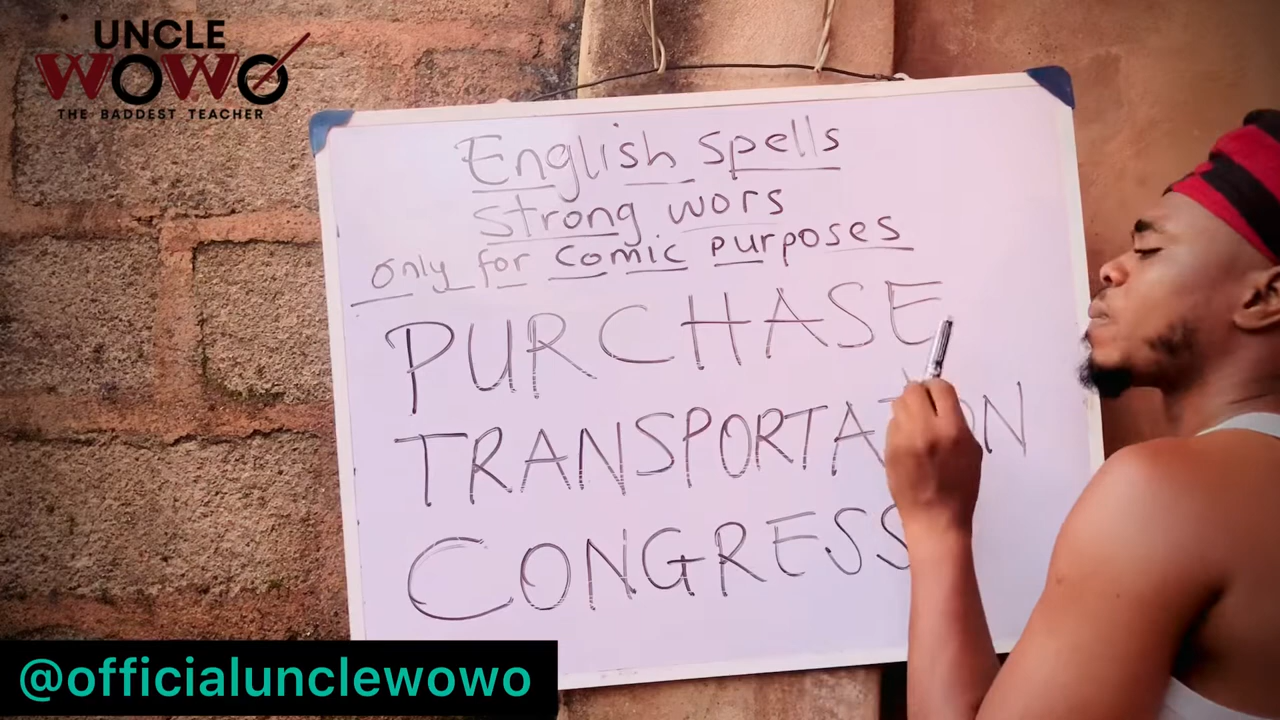 UNCLE
WOWO
THE BADDEST TEACHER
English spells
strong wors
only for comic purposes
PURCHASE
TRANSPORTATION
CONGRESS
@officialunclewowo